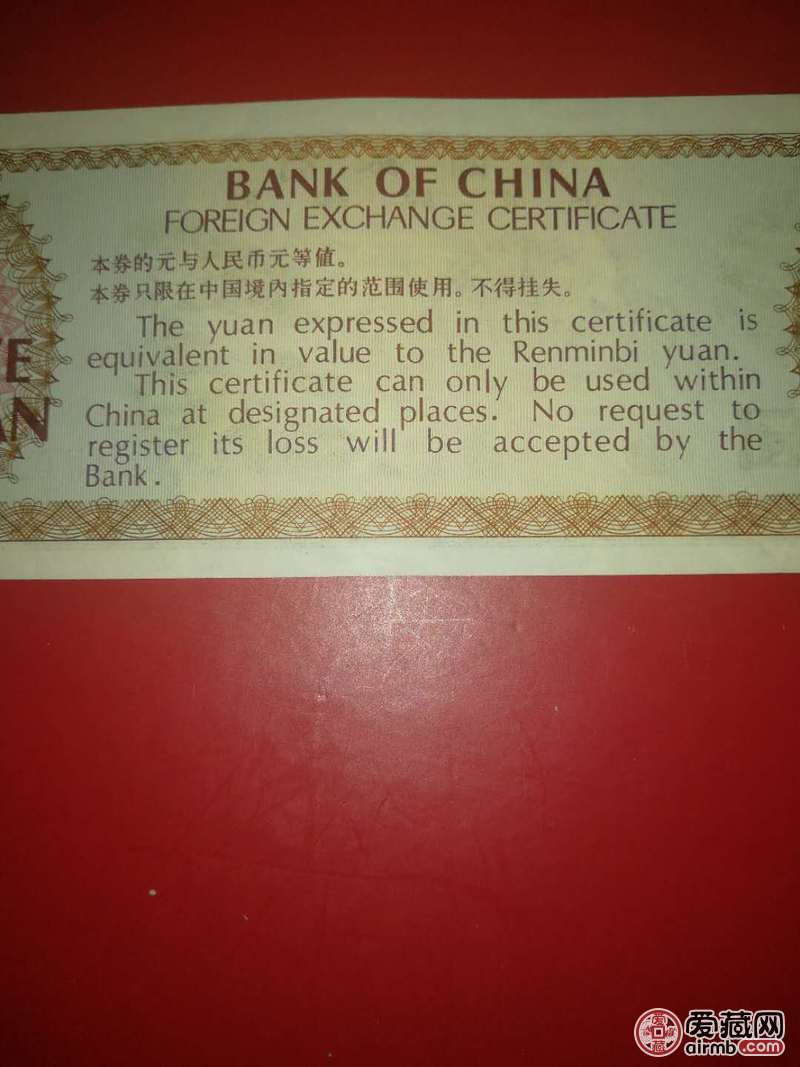 BANK OF CHINA
FOREIGN EXCHANGE CERTIFICATE
本券的元与人民币元等值。
本券只限在中国境内指定的范围使用。不得挂失。
The yuan expressed in this certificate is
equivalent in value to the Renminbi yuan.
This certificate can only be used within
China at designated places. No request to
register its loss will be accepted by the
Bank.
爱藏网
airmb.com